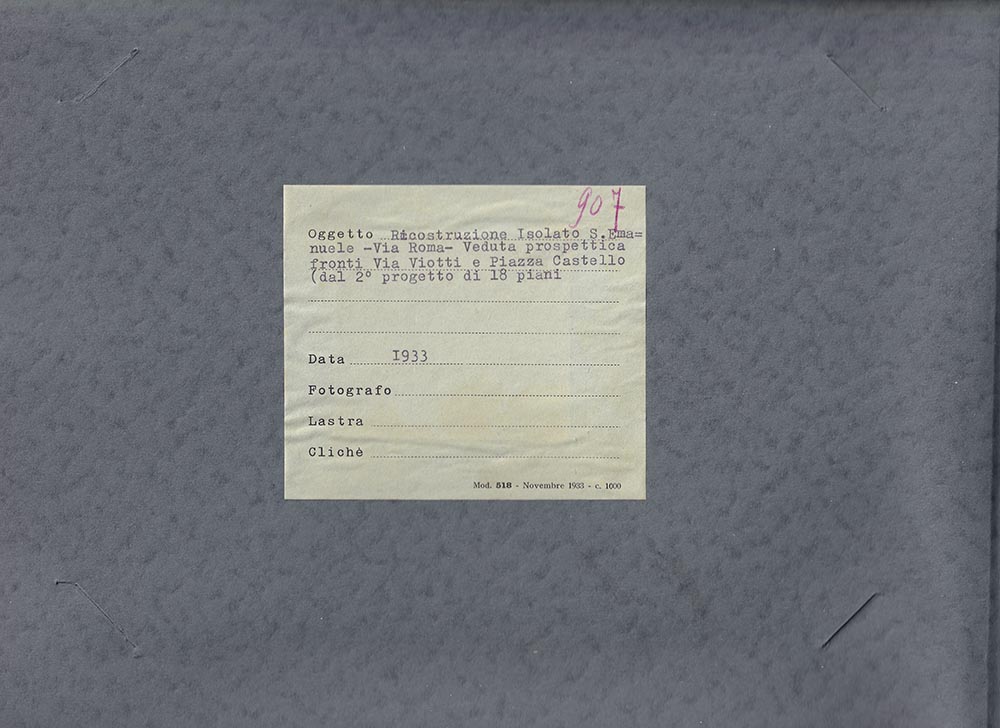 907
Oggetto Ricostruzione Isolato S.Ema=
nuele -Via Roma- Veduta prospettica
fronti Via Viotti e Piazza Castello
(dal 2º progetto di 18 piani
Data I933
Fotografo
Lastra
Clichè
Mod. 518 - Novembre 1933 - c. 1000